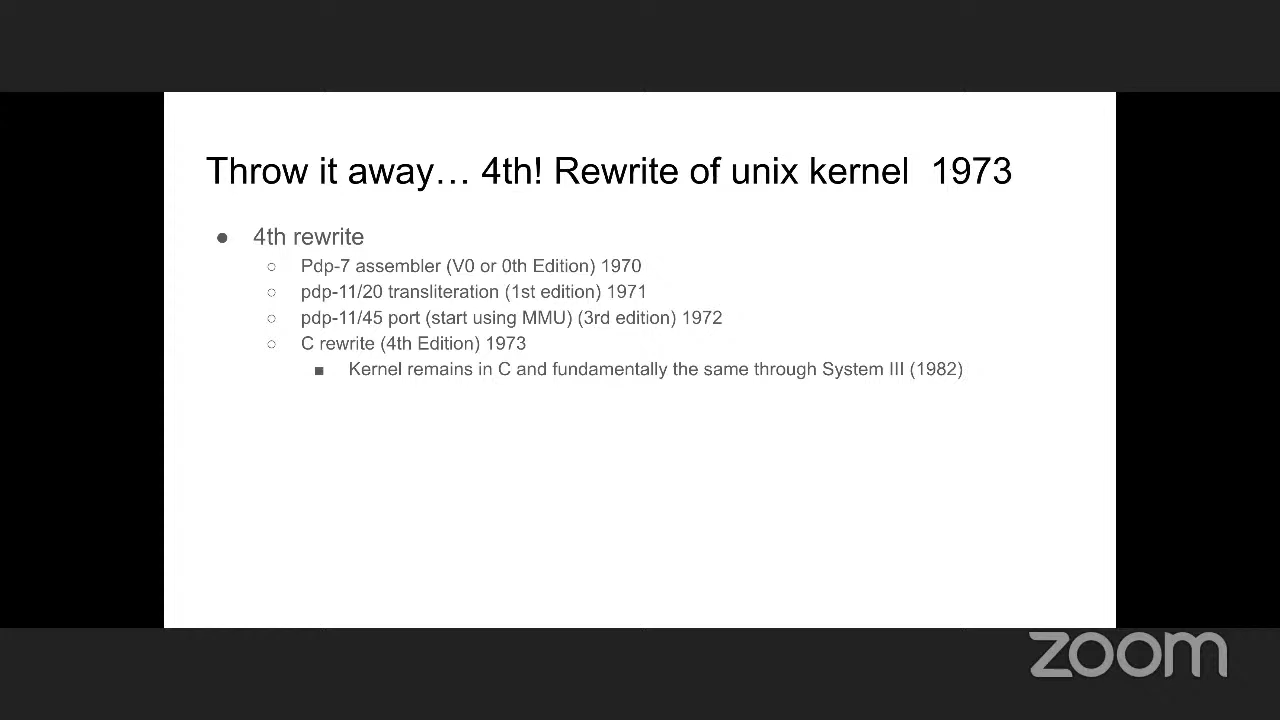 Throw it away… 4th! Rewrite of unix kernel  1973
● 4th rewrite
○ Pdp-7 assembler (V0 or 0th Edition) 1970
○ pdp-11/20 transliteration (1st edition) 1971
○ pdp-11/45 port (start using MMU) (3rd edition) 1972
○ C rewrite (4th Edition) 1973
■ Kernel remains in C and fundamentally the same through System III (1982)
zoom